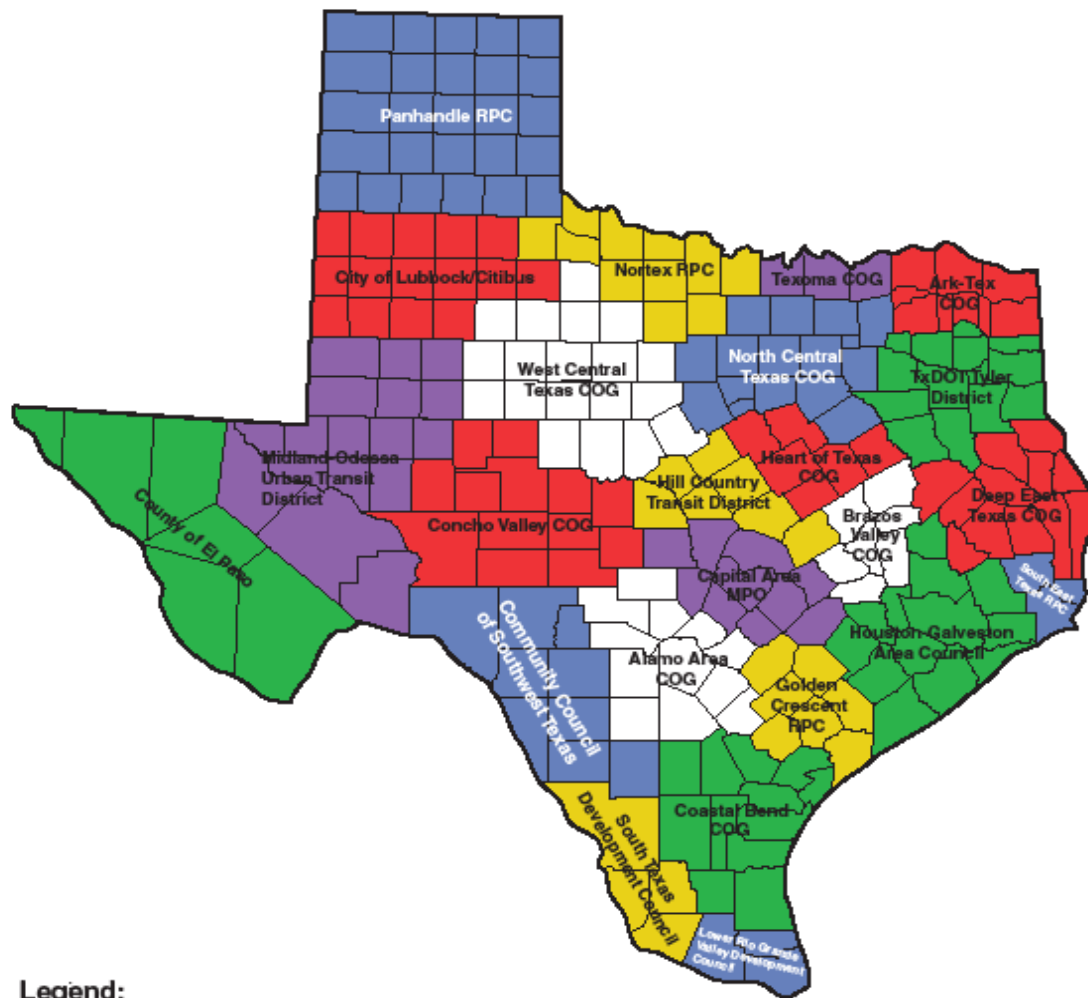 Panhandle RPC
City of Lubbock/Citibus
Nortex RPC
Texoma COG
Ark-Tex
COG
West Central
Texas COG
North Central
Texas COG
TxDOT Tyler
District
Midland-Odessa
Urban Transit
District
Hill Country
Transit District
Heart of Texas
COG
Deep East
Texas COG
County of El Paso
Concho Valley COG
Brazos
Valley
COG
Capital Area
MPO
South East
Texas RPC
Community Council
of Southwest Texas
Alamo Area
COG
Houston-Galveston
Area Council
Golden
Crescent
RPC
South Texas
Development Council
Coastal Bend
COG
Lower Rio Grande
Valley Development
Council
Legend: